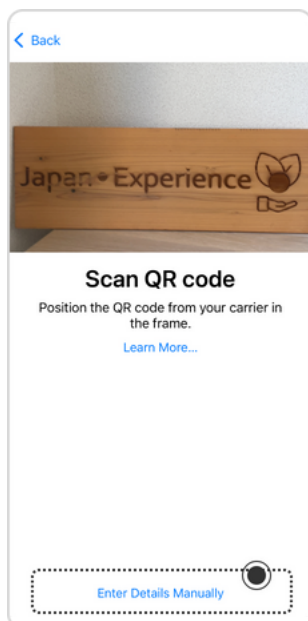 Back
Japan Experience
Scan QR code
Position the QR code from your carrier in
the frame.
Learn More...
Enter Details Manually